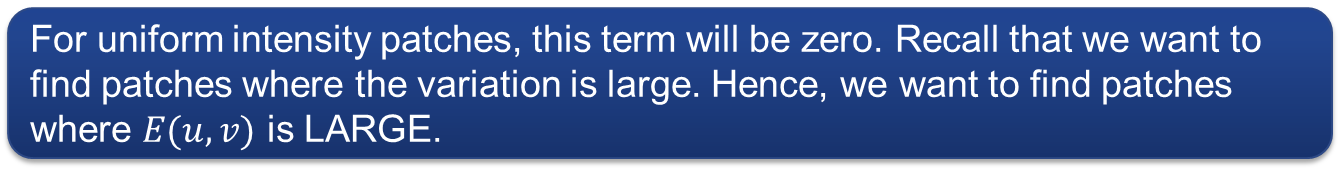 For uniform intensity patches, this term will be zero. Recall that we want to
find patches where the variation is large. Hence, we want to find patches
where E(u, v) is LARGE.